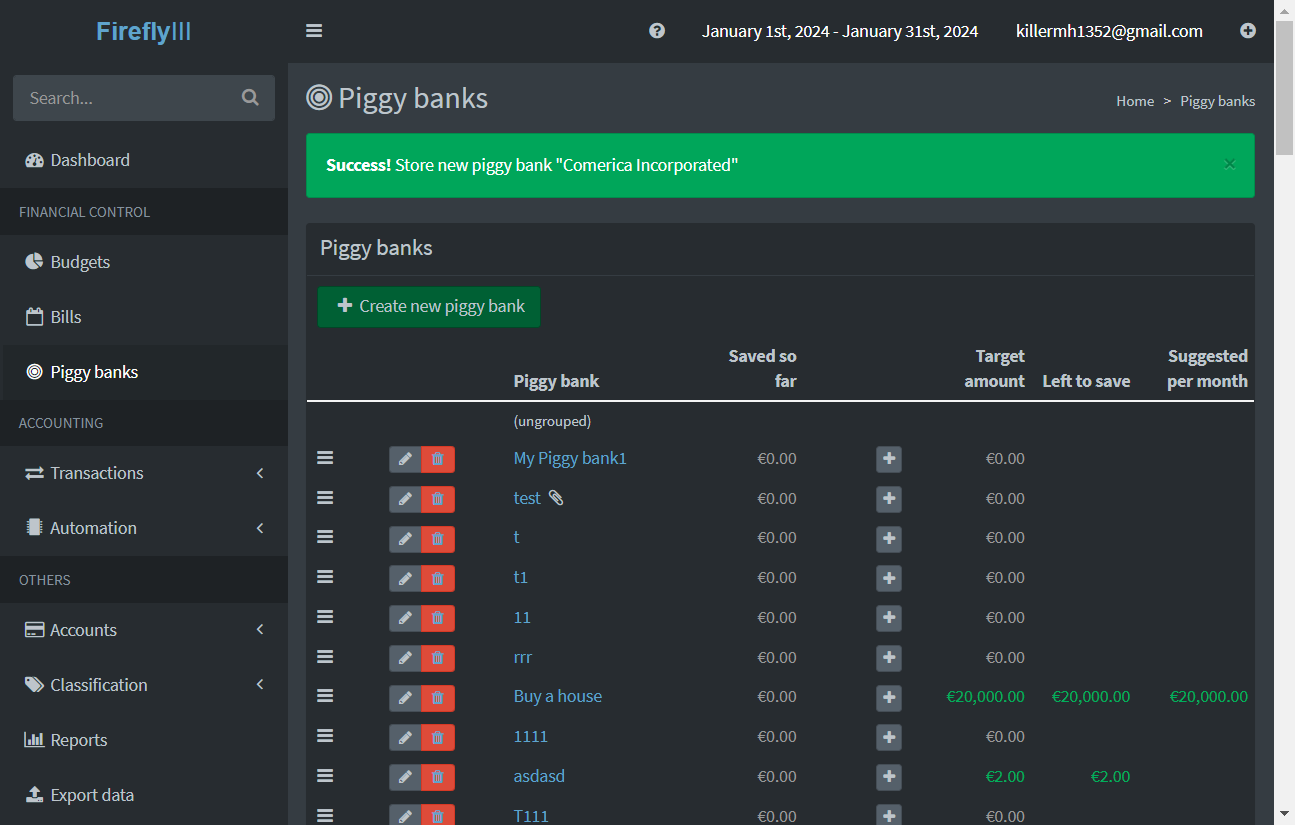 FireflyIII
January 1st, 2024 - January 31st, 2024
killermh1352@gmail.com
Search...
Dashboard
FINANCIAL CONTROL
Budgets
Bills
Piggy banks
ACCOUNTING
Transactions
Automation
OTHERS
Accounts
Classification
Reports
Export data
Piggy banks
Home > Piggy banks
Success! Store new piggy bank "Comerica Incorporated"
×
Piggy banks
Create new piggy bank
Piggy bank Saved so far Target amount Left to save Suggested per month
(ungrouped)
My Piggy bank1 €0.00 €0.00
test €0.00 €0.00
t €0.00 €0.00
t1 €0.00 €0.00
11 €0.00 €0.00
rrr €0.00 €0.00
Buy a house €0.00 €20,000.00 €20,000.00 €20,000.00
1111 €0.00 €0.00
asdasd €0.00 €2.00 €2.00
T111 €0.00 €0.00